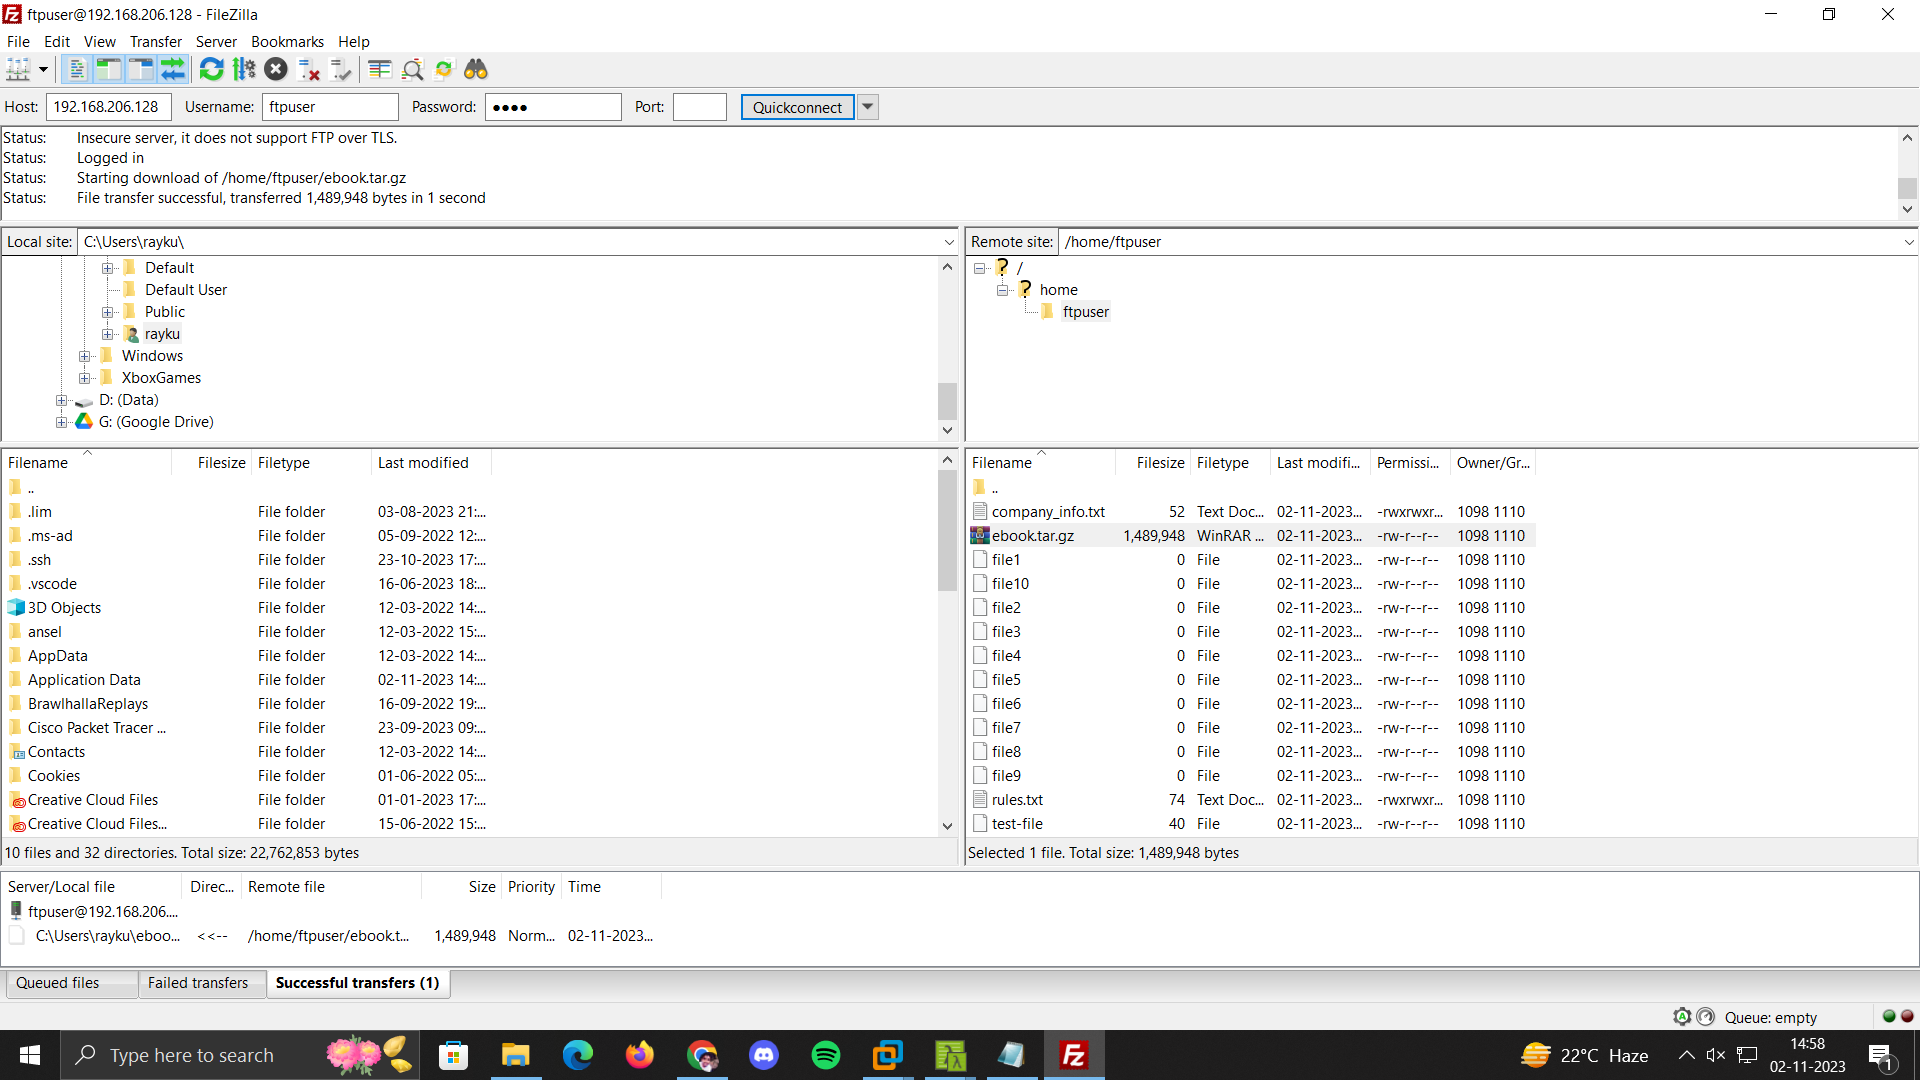 ftpuser@192.168.206.128 - FileZilla
File Edit View Transfer Server Bookmarks Help
Host: 192.168.206.128 Username: ftpuser Password: ●●●● Port: Quickconnect
Status: Insecure server, it does not support FTP over TLS.
Status: Logged in
Status: Starting download of /home/ftpuser/ebook.tar.gz
Status: File transfer successful, transferred 1,489,948 bytes in 1 second
Local site: C:\Users\rayku\
Default
Default User
Public
rayku
Windows
XboxGames
D: (Data)
G: (Google Drive)
Remote site: /home/ftpuser
/
home
ftpuser
Filename Filesize Filetype Last modified
..
.lim File folder 03-08-2023 21:...
.ms-ad File folder 05-09-2022 12:...
.ssh File folder 23-10-2023 17:...
.vscode File folder 16-06-2023 18:...
3D Objects File folder 12-03-2022 14:...
ansel File folder 12-03-2022 15:...
AppData File folder 12-03-2022 14:...
Application Data File folder 02-11-2023 14:...
BrawlhallaReplays File folder 16-09-2022 19:...
Cisco Packet Tracer ... File folder 23-09-2023 09:...
Contacts File folder 12-03-2022 14:...
Cookies File folder 01-06-2022 05:...
Creative Cloud Files File folder 01-01-2023 17:...
Creative Cloud Files... File folder 15-06-2022 15:...
10 files and 32 directories. Total size: 22,762,853 bytes
Filename Filesize Filetype Last modifi... Permissi... Owner/Gr...
..
company_info.txt 52 Text Doc... 02-11-2023... -rwxrwxr... 1098 1110
ebook.tar.gz 1,489,948 WinRAR ... 02-11-2023... -rw-r--r-- 1098 1110
file1 0 File 02-11-2023... -rw-r--r-- 1098 1110
file10 0 File 02-11-2023... -rw-r--r-- 1098 1110
file2 0 File 02-11-2023... -rw-r--r-- 1098 1110
file3 0 File 02-11-2023... -rw-r--r-- 1098 1110
file4 0 File 02-11-2023... -rw-r--r-- 1098 1110
file5 0 File 02-11-2023... -rw-r--r-- 1098 1110
file6 0 File 02-11-2023... -rw-r--r-- 1098 1110
file7 0 File 02-11-2023... -rw-r--r-- 1098 1110
file8 0 File 02-11-2023... -rw-r--r-- 1098 1110
file9 0 File 02-11-2023... -rw-r--r-- 1098 1110
rules.txt 74 Text Doc... 02-11-2023... -rwxrwxr... 1098 1110
test-file 40 File 02-11-2023... -rw-r--r-- 1098 1110
Selected 1 file. Total size: 1,489,948 bytes
Server/Local file Direc... Remote file Size Priority Time
ftpuser@192.168.206....
C:\Users\rayku\eboo... <<-- /home/ftpuser/ebook.t... 1,489,948 Norm... 02-11-2023...
Queued files Failed transfers Successful transfers (1)
Queue: empty
Type here to search
22°C Haze
14:58
02-11-2023
1